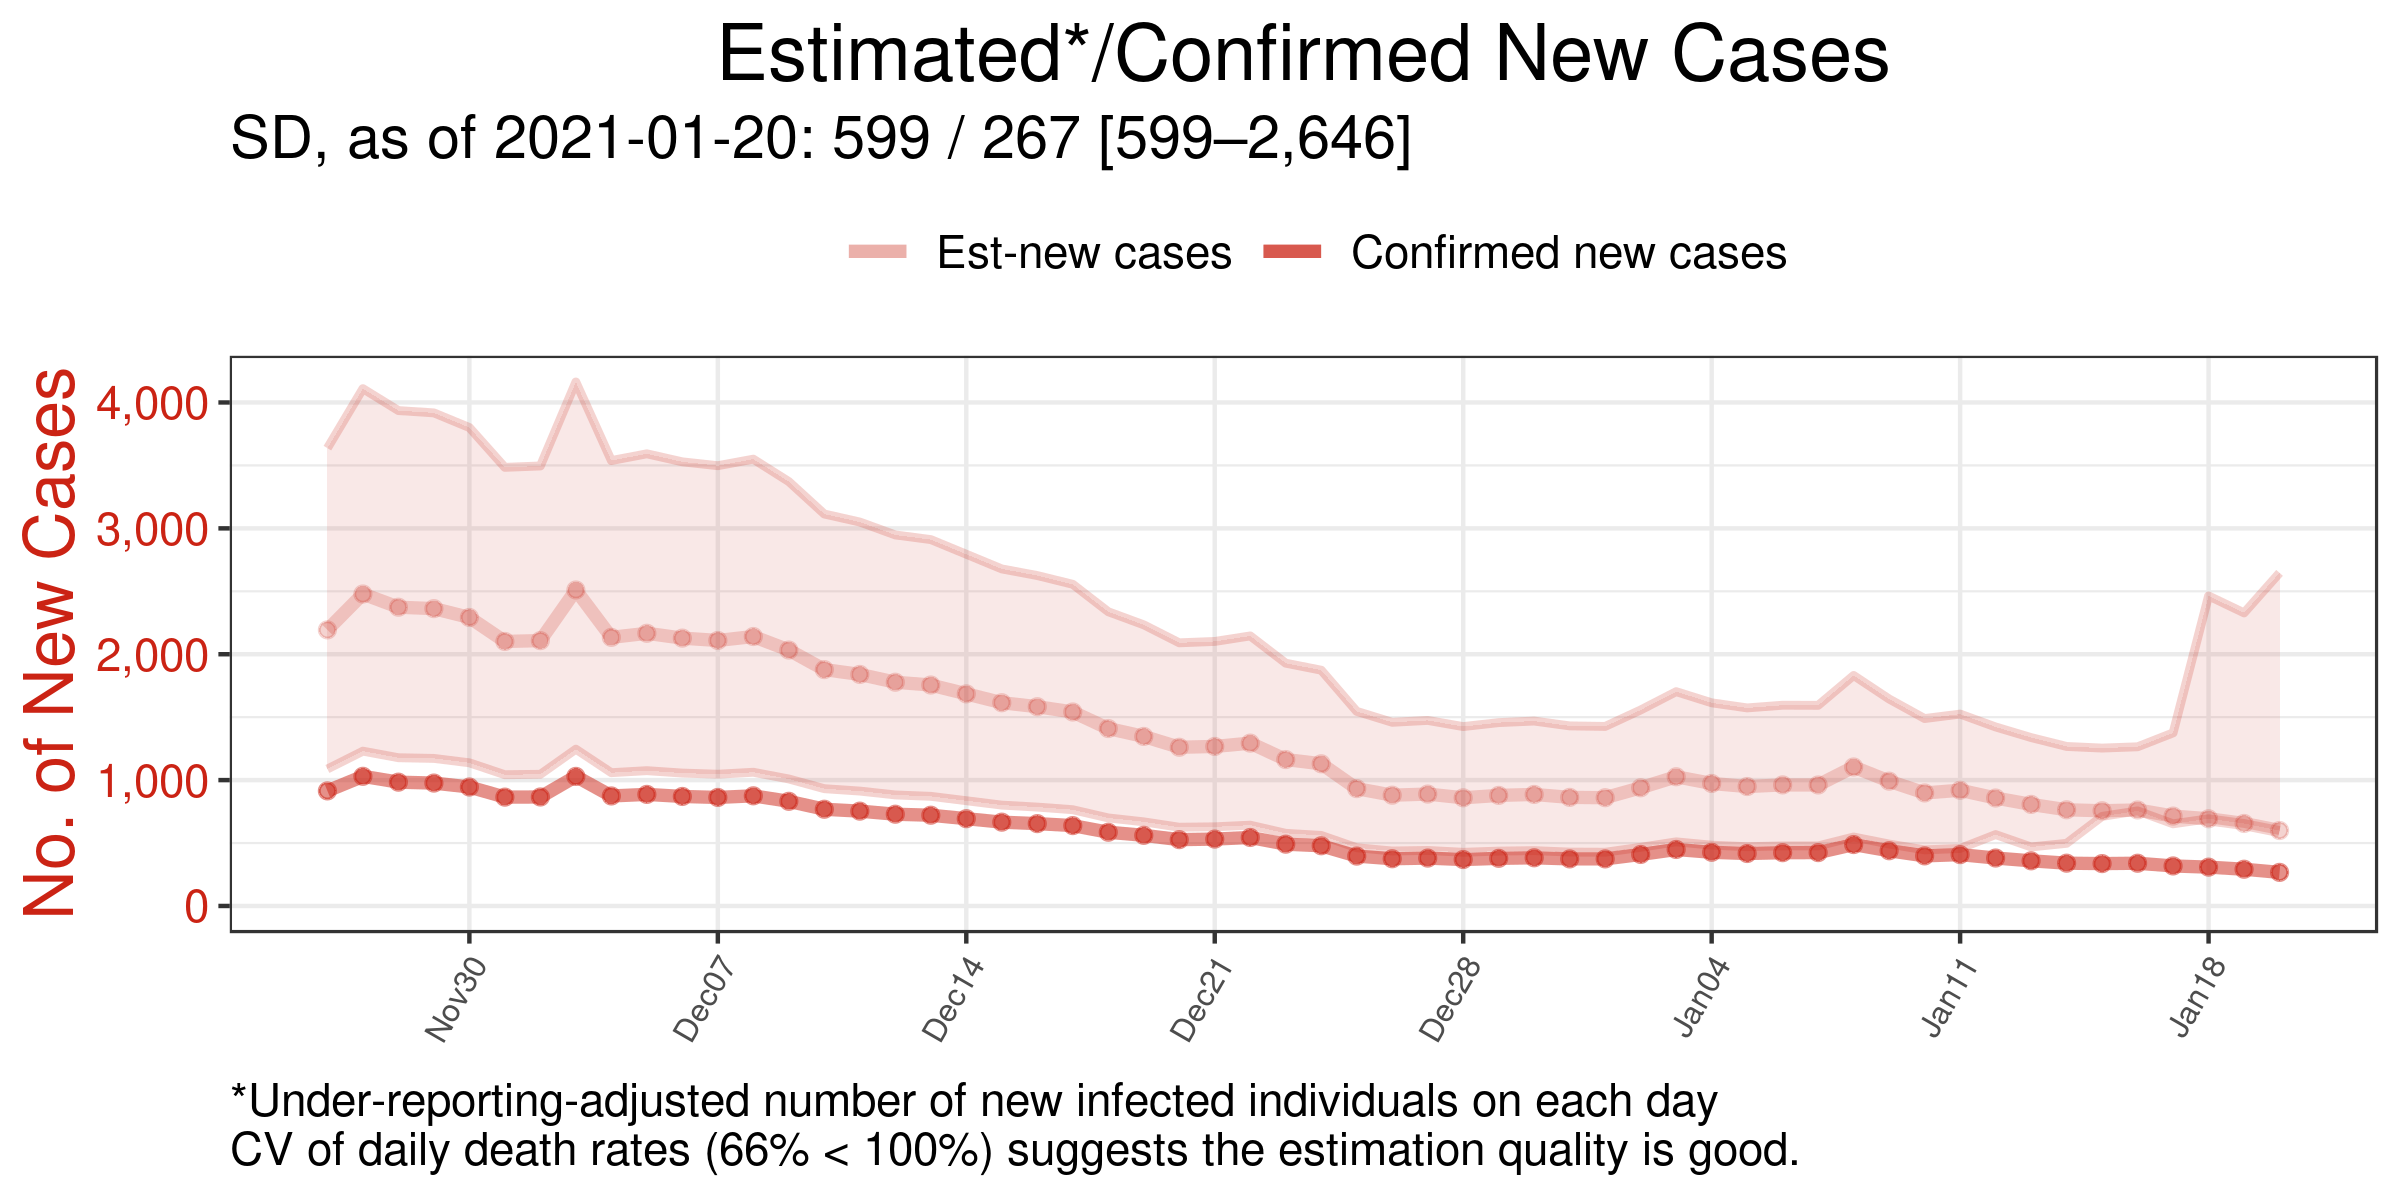 Estimated*/Confirmed New Cases
SD, as of 2021-01-20: 599 / 267 [599–2,646]
Est-new cases
Confirmed new cases
No. of New Cases
4,000
3,000
2,000
1,000
0
Nov30
Dec07
Dec14
Dec21
Dec28
Jan04
Jan11
Jan18
*Under-reporting-adjusted number of new infected individuals on each day
CV of daily death rates (66% < 100%) suggests the estimation quality is good.